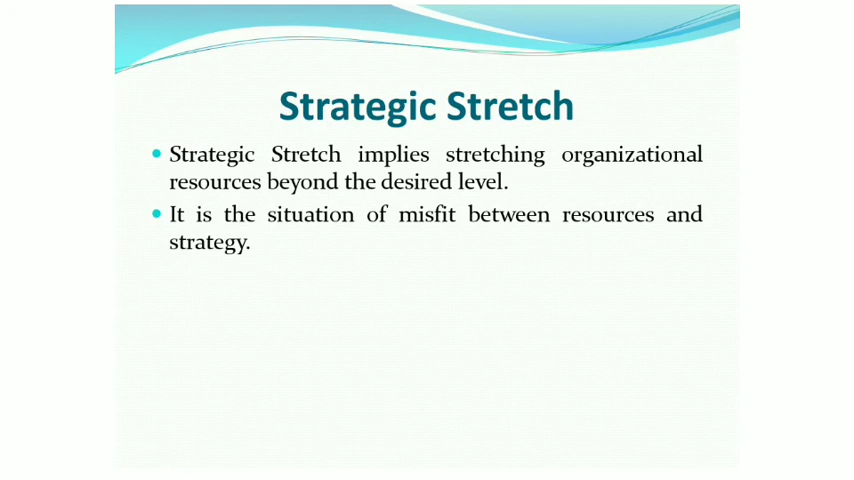 Strategic Stretch
• Strategic Stretch implies stretching organizational
resources beyond the desired level.
• It is the situation of misfit between resources and
strategy.